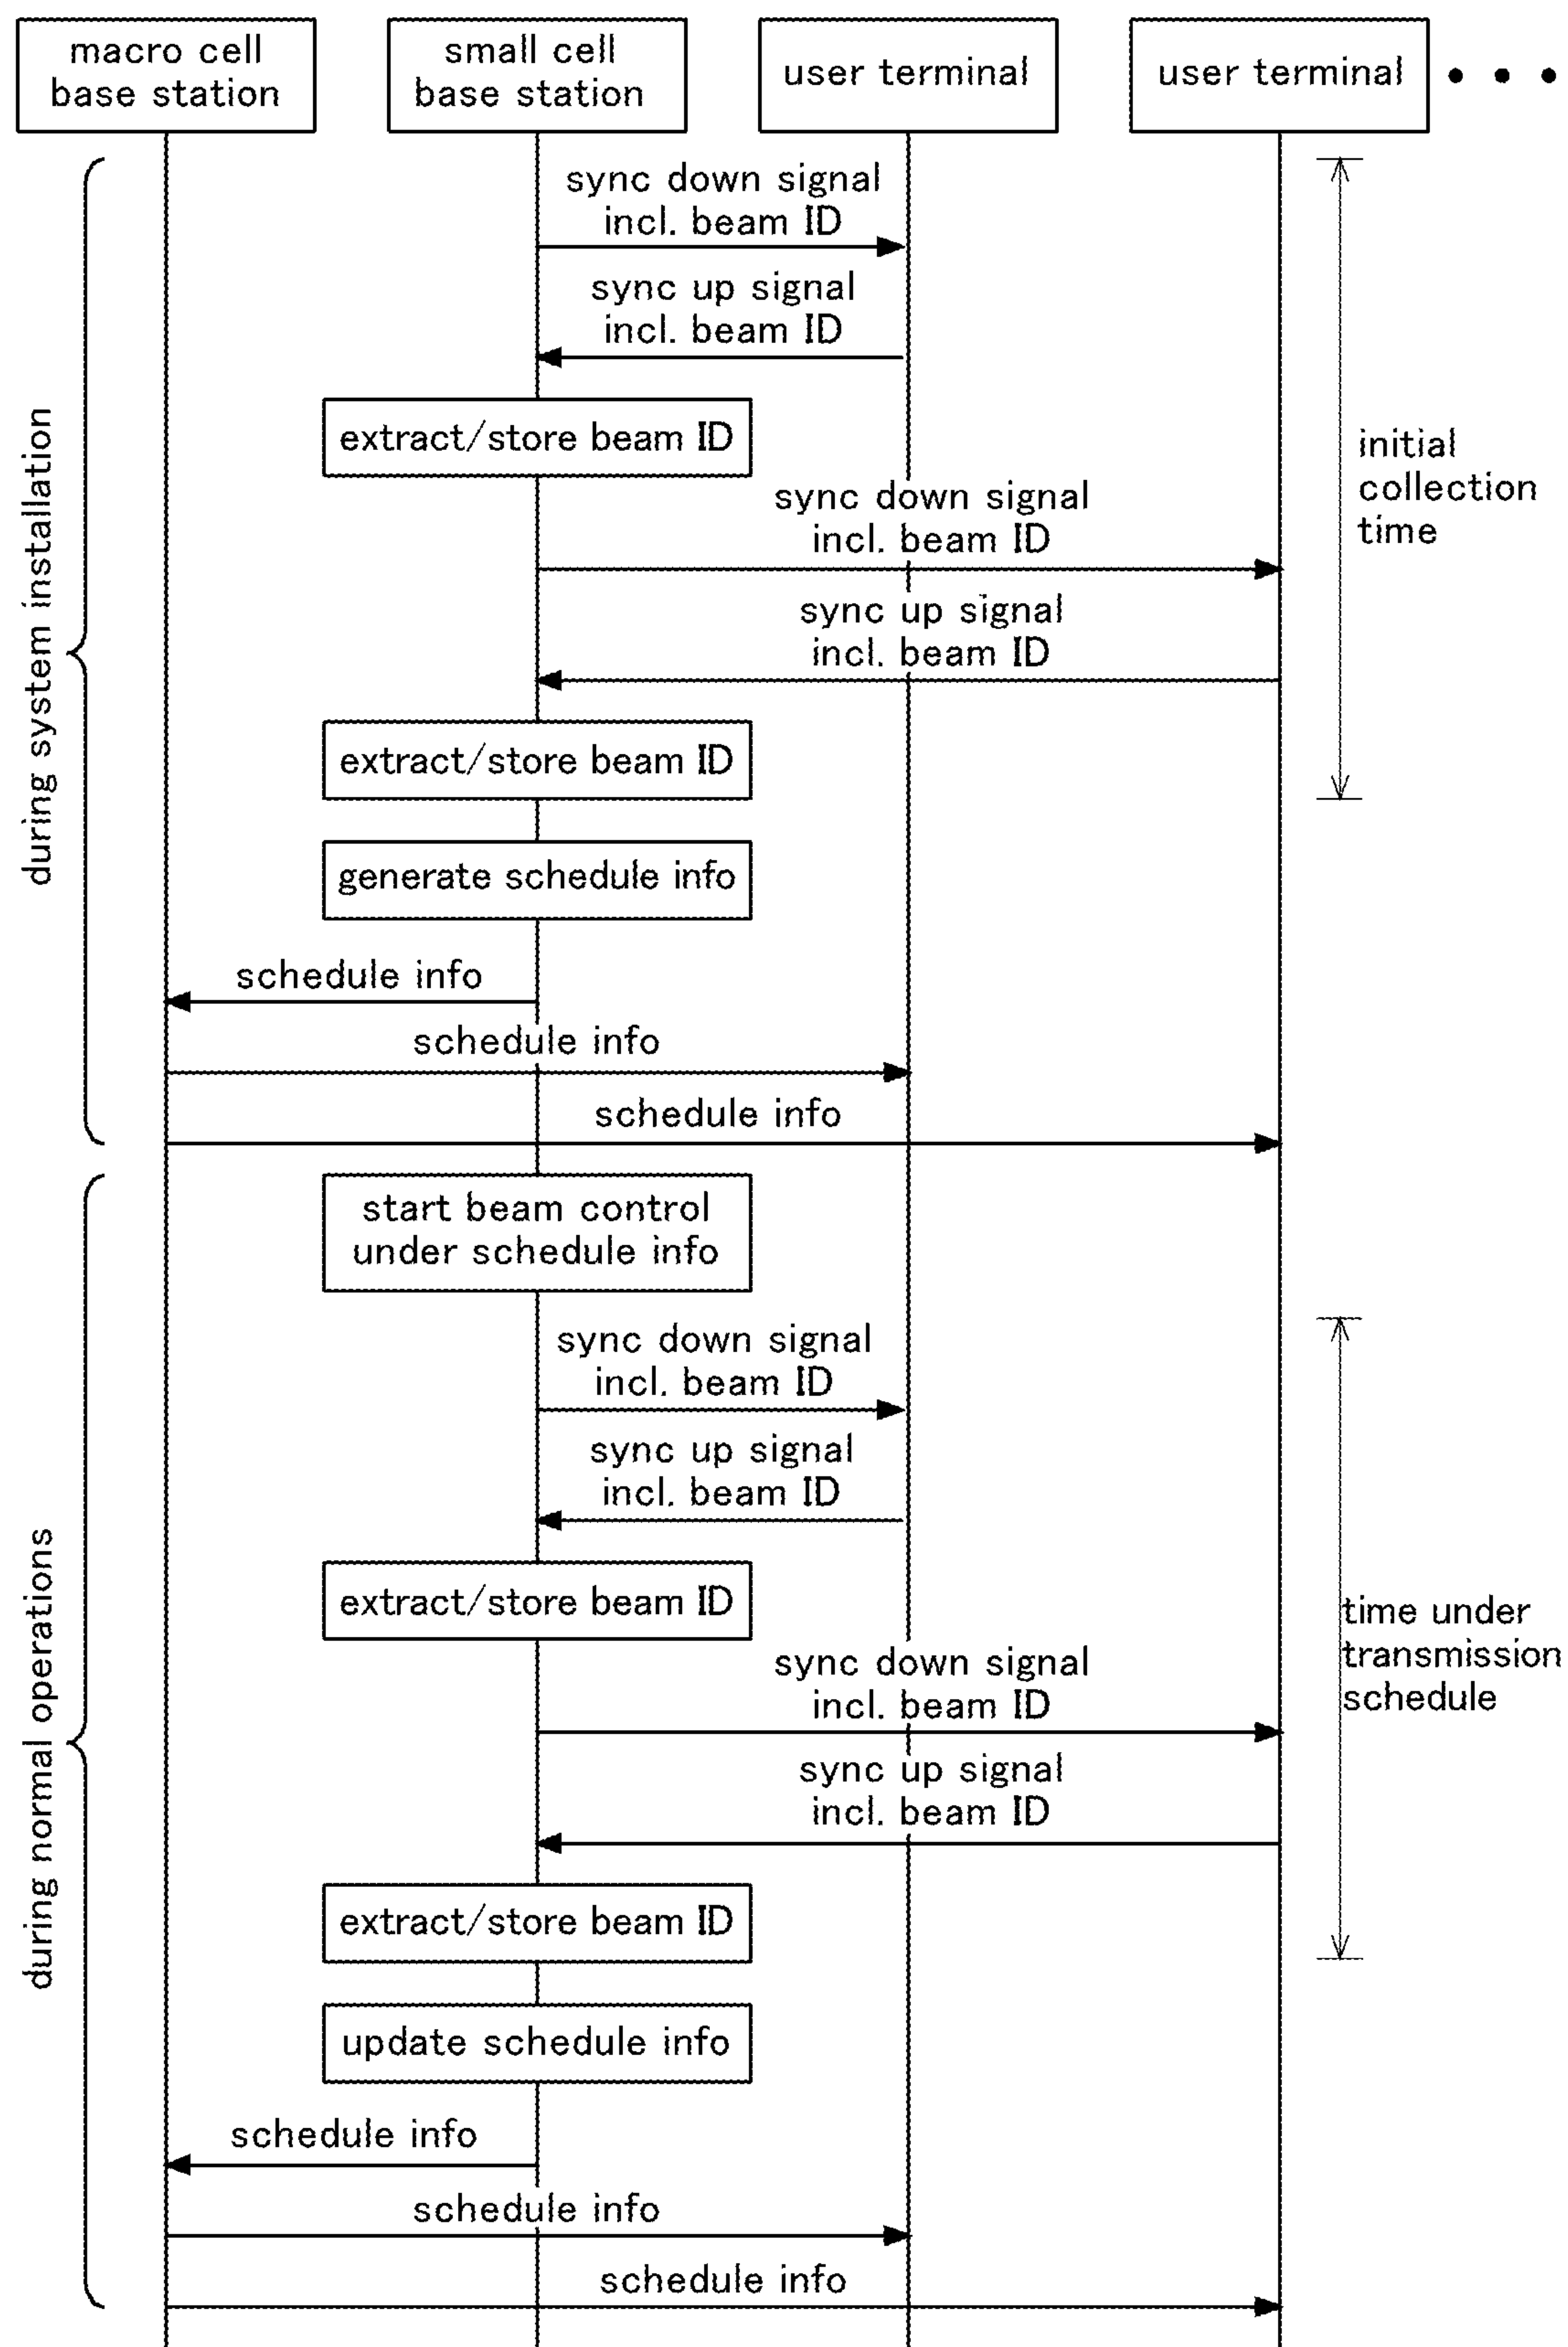 macro cell
base station
small cell
base station
user terminal
user terminal
• • •
sync down signal
incl. beam ID
sync up signal
incl. beam ID
extract/store beam ID
sync down signal
incl. beam ID
sync up signal
incl. beam ID
extract/store beam ID
generate schedule info
schedule info
schedule info
schedule info
during system installation
initial
collection
time
start beam control
under schedule info
sync down signal
incl. beam ID
sync up signal
incl. beam ID
extract/store beam ID
sync down signal
incl. beam ID
sync up signal
incl. beam ID
extract/store beam ID
update schedule info
schedule info
schedule info
schedule info
during normal operations
time under
transmission
schedule